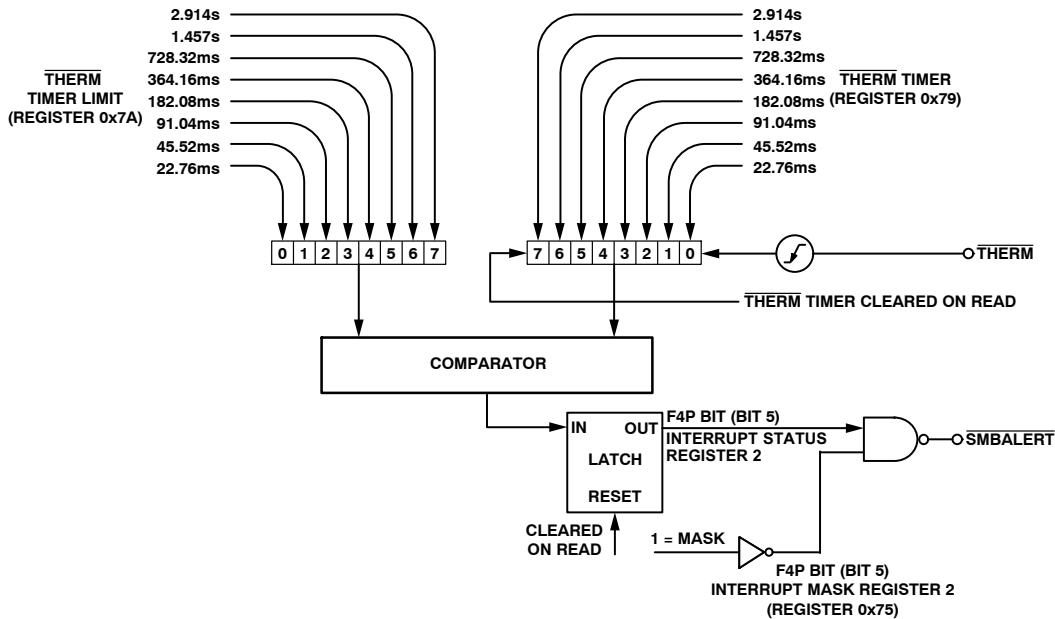 2.914s
1.457s
728.32ms
364.16ms
182.08ms
91.04ms
45.52ms
22.76ms
THERM
TIMER LIMIT
(REGISTER 0x7A)
2.914s
1.457s
728.32ms
364.16ms
182.08ms
91.04ms
45.52ms
22.76ms
THERM TIMER
(REGISTER 0x79)
0 1 2 3 4 5 6 7
7 6 5 4 3 2 1 0
THERM
THERM TIMER CLEARED ON READ
COMPARATOR
IN OUT
LATCH
RESET
F4P BIT (BIT 5)
INTERRUPT STATUS
REGISTER 2
SMBALERT
CLEARED
ON READ
1 = MASK
F4P BIT (BIT 5)
INTERRUPT MASK REGISTER 2
(REGISTER 0x75)